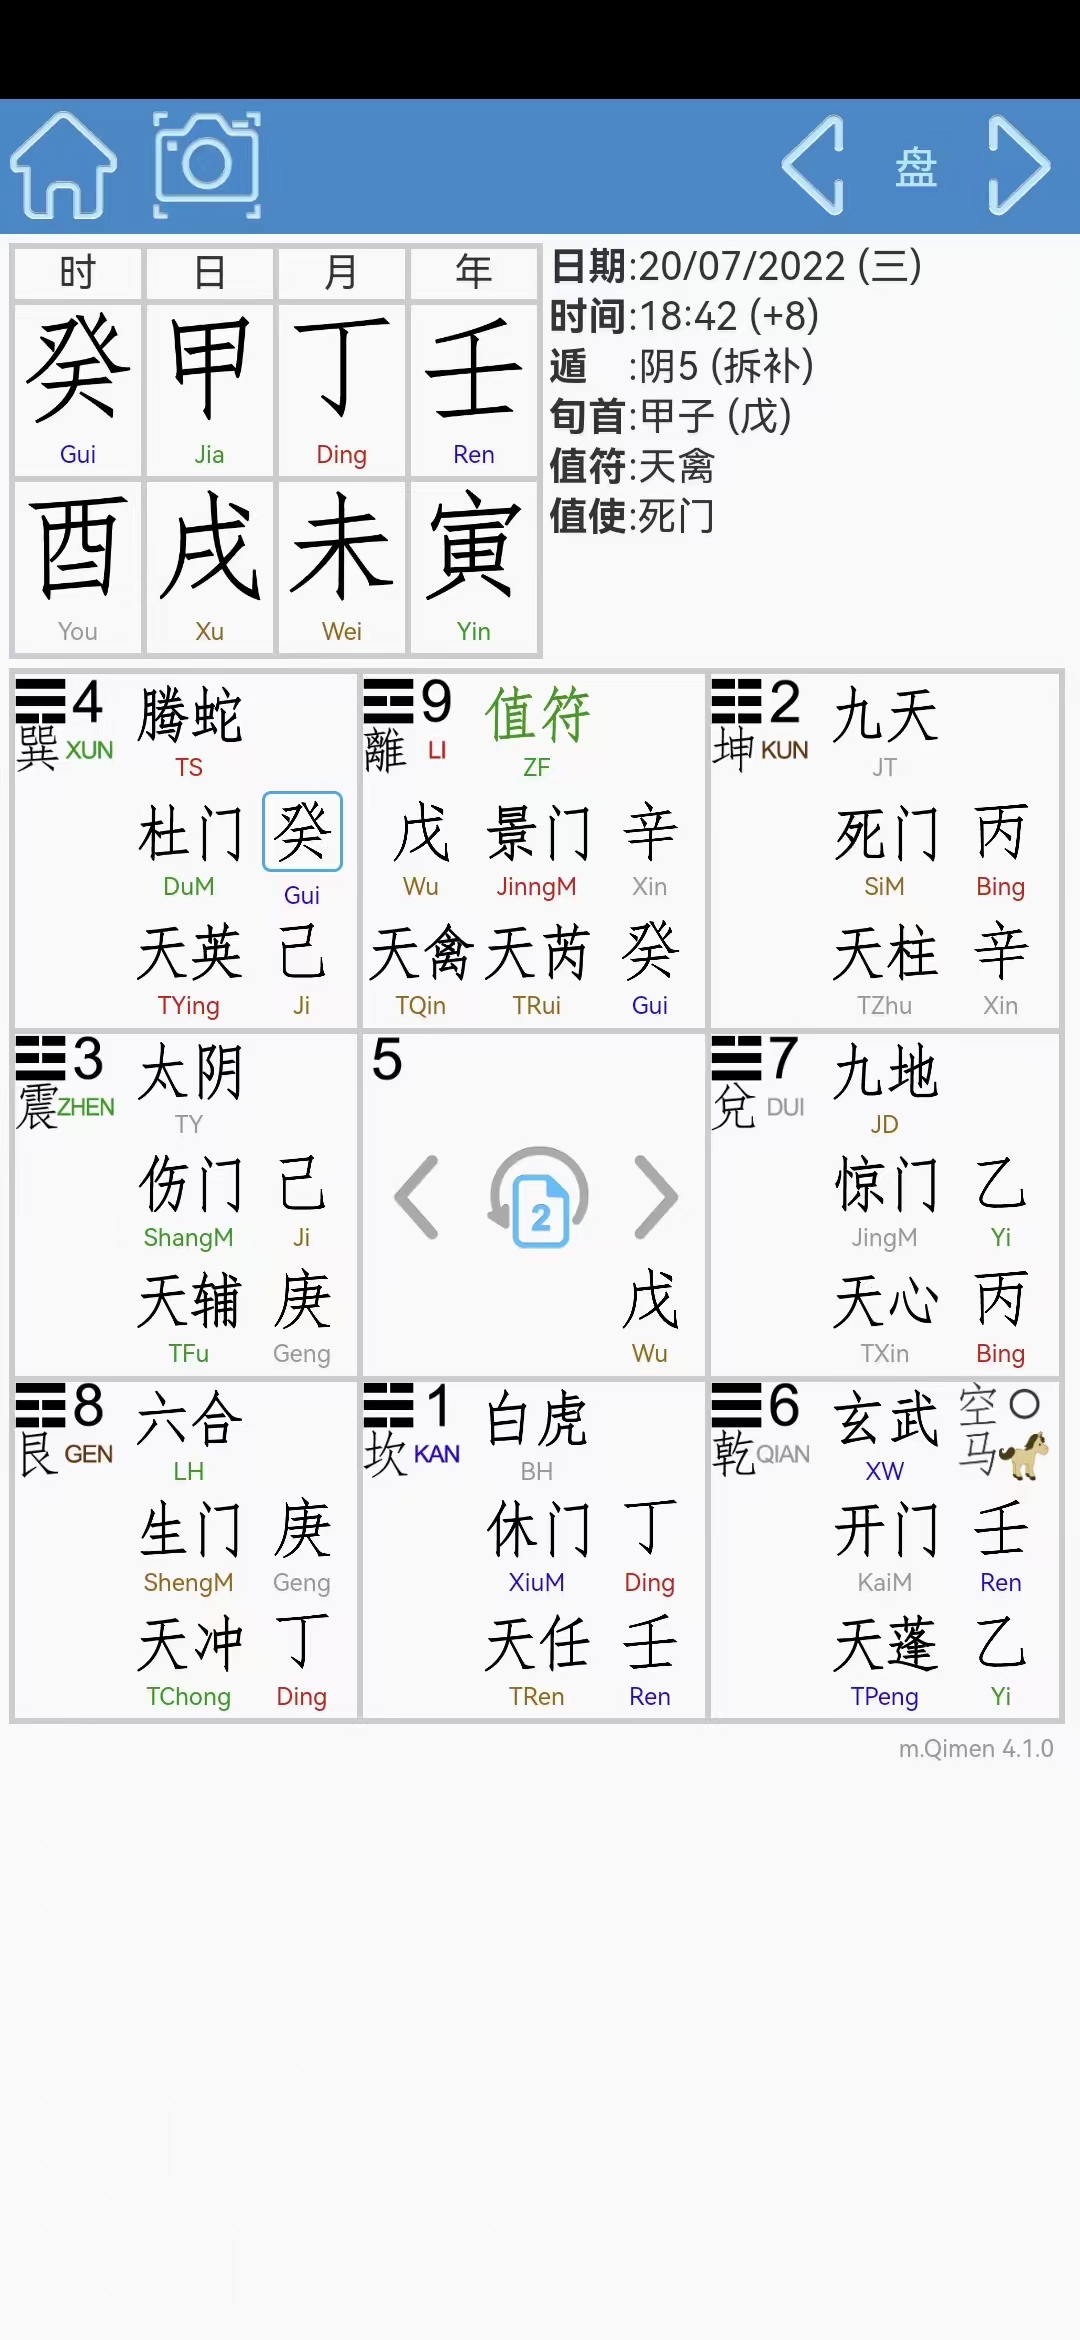 盘
时 日 月 年
癸 甲 丁 壬
Gui Jia Ding Ren
酉 戌 未 寅
You Xu Wei Yin
日期:20/07/2022 (三)
时间:18:42 (+8)
遁 :阴5 (拆补)
旬首:甲子 (戊)
值符:天禽
值使:死门
4 腾蛇
巽 XUN TS
杜门 癸
DuM Gui
天英 己
TYing Ji
9 值符
離 LI ZF
戊 景门 辛
Wu JinngM Xin
天禽 天芮 癸
TQin TRui Gui
2 九天
坤 KUN JT
死门 丙
SiM Bing
天柱 辛
TZhu Xin
3 太阴
震 ZHEN TY
伤门 己
ShangM Ji
天辅 庚
TFu Geng
5
2
戊
Wu
7 九地
兌 DUI JD
惊门 乙
JingM Yi
天心 丙
TXin Bing
8 六合
艮 GEN LH
生门 庚
ShengM Geng
天冲 丁
TChong Ding
1 白虎
坎 KAN BH
休门 丁
XiuM Ding
天任 壬
TRen Ren
6 玄武 空
乾 QIAN XW 马
开门 壬
KaiM Ren
天蓬 乙
TPeng Yi
m.Qimen 4.1.0